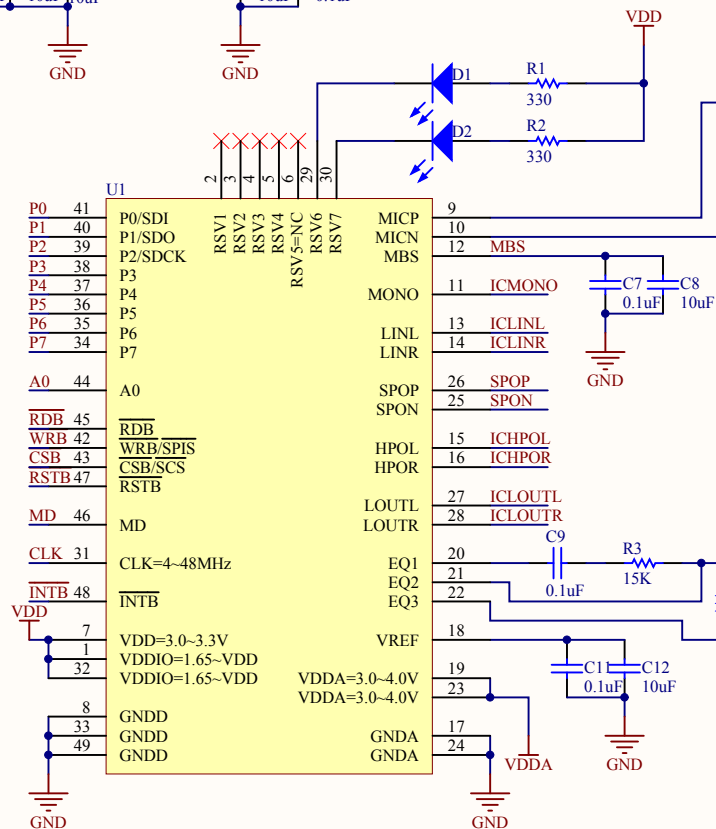 GND
GND
VDD
D1
R1
330
D2
R2
330
2
3
4
5
6
29
30
U1
RSV1
RSV2
RSV3
RSV4
RSV5=NC
RSV6
RSV7
P0 41 P0/SDI
P1 40 P1/SDO
P2 39 P2/SDCK
P3 38 P3
P4 37 P4
P5 36 P5
P6 35 P6
P7 34 P7
A0 44 A0
RDB 45 RDB
WRB 42 WRB/SPIS
CSB 43 CSB/SCS
RSTB 47 RSTB
MD 46 MD
CLK 31 CLK=4~48MHz
INTB 48 INTB
VDD
7 VDD=3.0~3.3V
1 VDDIO=1.65~VDD
32 VDDIO=1.65~VDD
8 GNDD
33 GNDD
49 GNDD
GND
MICP 9
MICN 10
MBS 12 MBS
MONO 11 ICMONO
LINL 13 ICLINL
LINR 14 ICLINR
SPOP 26 SPOP
SPON 25 SPON
HPOL 15 ICHPOL
HPOR 16 ICHPOR
LOUTL 27 ICLOUTL
LOUTR 28 ICLOUTR
EQ1 20
EQ2 21
EQ3 22
VREF 18
VDDA=3.0~4.0V 19
VDDA=3.0~4.0V 23
GNDA 17
GNDA 24
GND
VDDA
C7
0.1uF
C8
10uF
GND
C9
0.1uF
R3
15K
C11
0.1uF
C12
10uF
GND